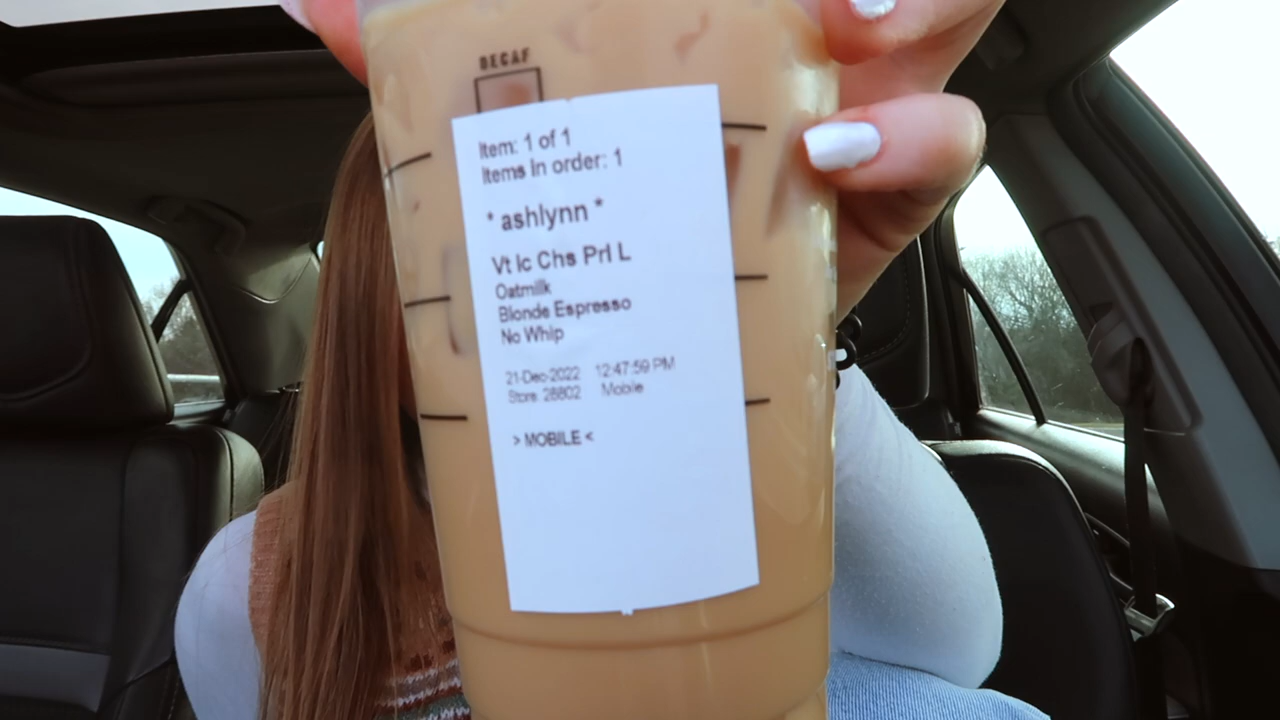 DECAF
Item: 1 of 1
Items in order: 1
* ashlynn *
Vt Ic Chs Prl L
Oatmilk
Blonde Espresso
No Whip
21-Dec-2022 12:47:59 PM
Store: 28802 Mobile
> MOBILE <